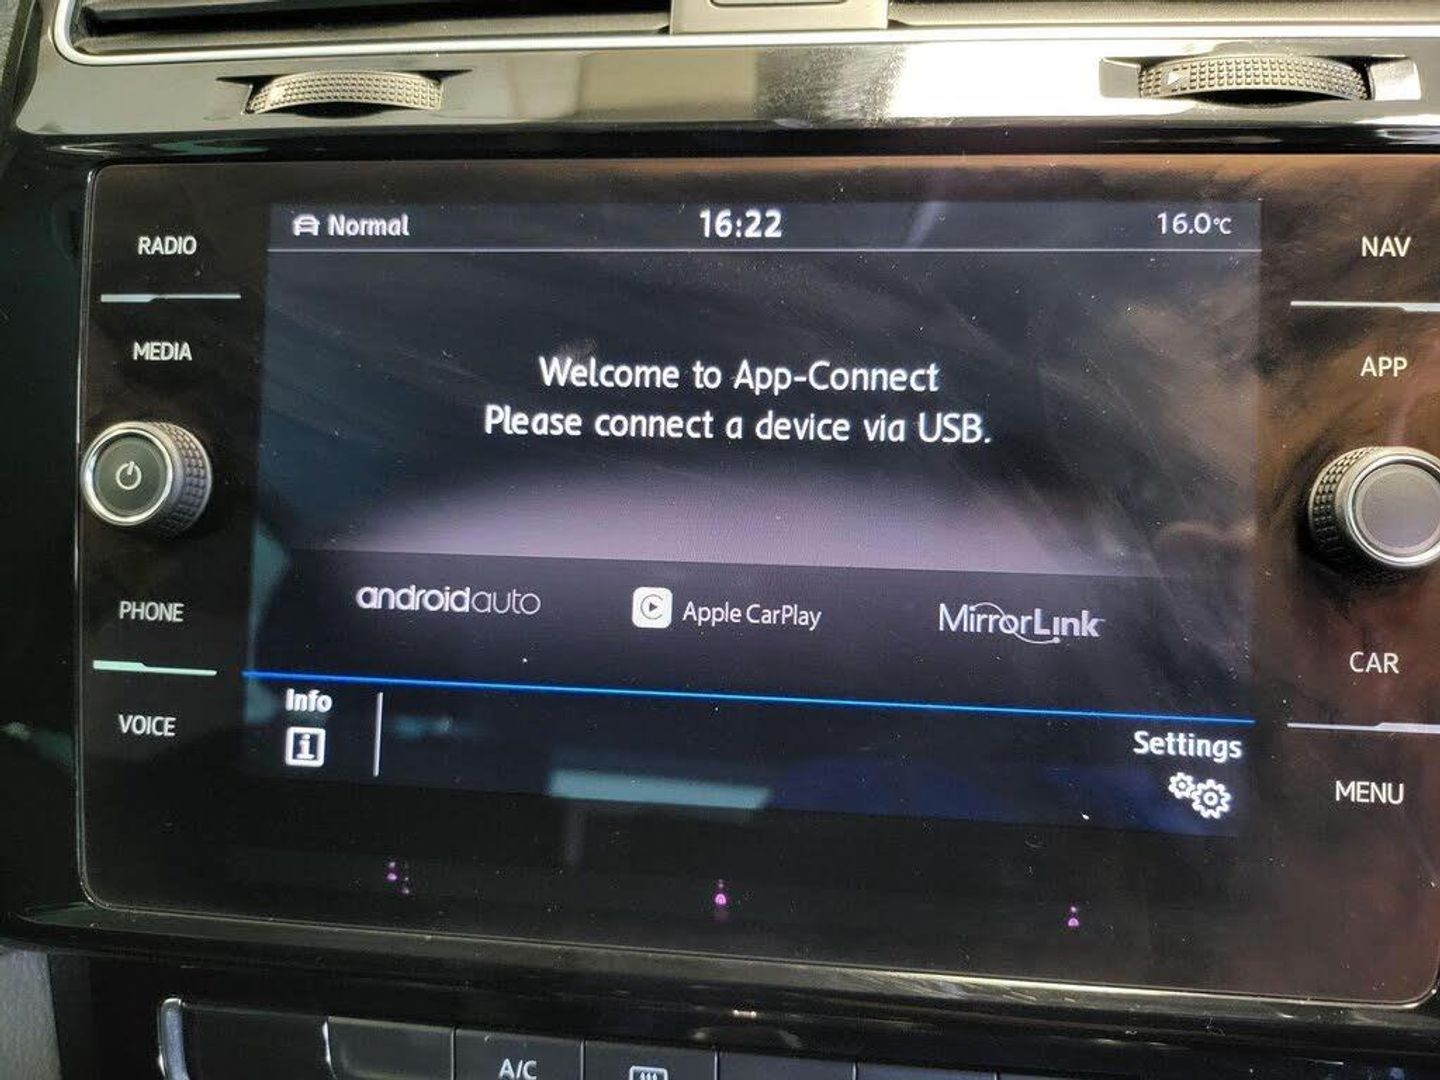 Normal
16:22
16.0°C
RADIO
MEDIA
PHONE
VOICE
NAV
APP
CAR
MENU
Welcome to App-Connect
Please connect a device via USB.
androidauto
Apple CarPlay
MirrorLink
Info
Settings
A/C